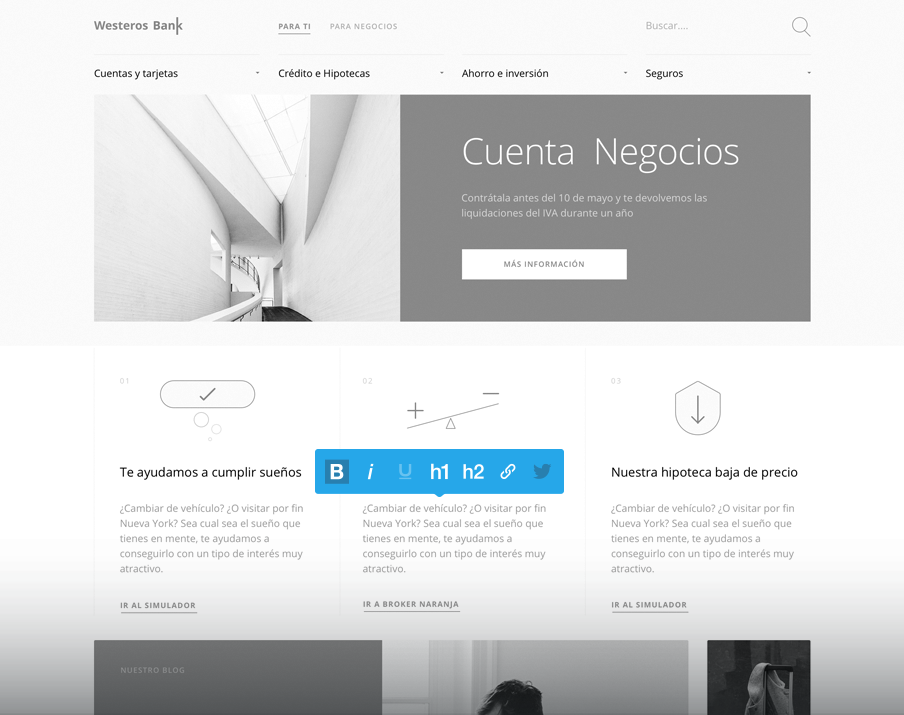 Westeros Bank
PARA TI
PARA NEGOCIOS
Buscar....
Cuentas y tarjetas
Crédito e Hipotecas
Ahorro e inversión
Seguros
Cuenta Negocios
Contrátala antes del 10 de mayo y te devolvemos las
liquidaciones del IVA durante un año
MÁS INFORMACIÓN
01
Te ayudamos a cumplir sueños
¿Cambiar de vehículo? ¿O visitar por fin
Nueva York? Sea cual sea el sueño que
tienes en mente, te ayudamos a
conseguirlo con un tipo de interés muy
atractivo.
IR AL SIMULADOR
02
B i U h1 h2
¿Cambiar de vehículo? ¿O visitar por fin
Nueva York? Sea cual sea el sueño que
tienes en mente, te ayudamos a
conseguirlo con un tipo de interés muy
atractivo.
IR A BROKER NARANJA
03
Nuestra hipoteca baja de precio
¿Cambiar de vehículo? ¿O visitar por fin
Nueva York? Sea cual sea el sueño que
tienes en mente, te ayudamos a
conseguirlo con un tipo de interés muy
atractivo.
IR AL SIMULADOR
NUESTRO BLOG